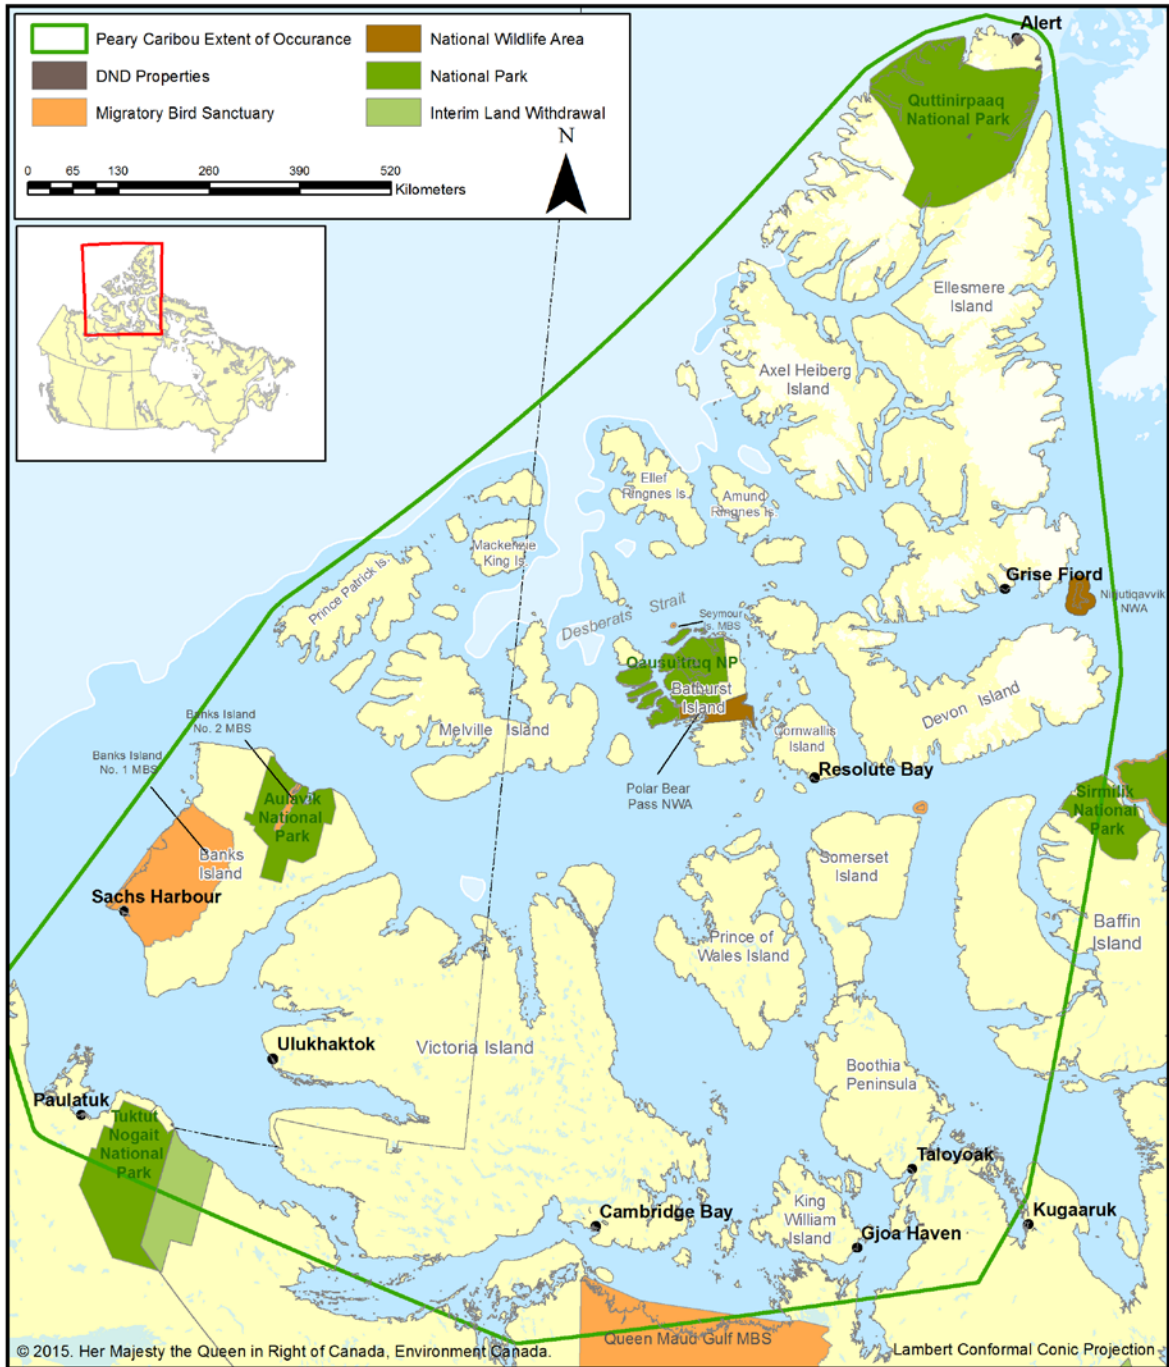 Peary Caribou Extent of Occurance
DND Properties
Migratory Bird Sanctuary
National Wildlife Area
National Park
Interim Land Withdrawal
0 65 130 260 390 520
Kilometers
N
Alert
Quttinirpaaq
National Park
Ellesmere
Island
Axel Heiberg
Island
Ellef
Ringnes Is.
Amund
Ringnes Is.
Mackenzie
King Is.
Prince Patrick Is.
Grise Fiord
Nirjutiqavvik
NWA
Desberats Strait
Seymour
Is. MBS
Qausuittuq NP
Bathurst
Island
Melville Island
Cornwallis
Island
Devon Island
Banks Island
No. 2 MBS
Banks Island
No. 1 MBS
Resolute Bay
Polar Bear
Pass NWA
Aulavik
National
Park
Sirmilik
National
Park
Banks
Island
Somerset
Island
Sachs Harbour
Prince of
Wales Island
Baffin
Island
Ulukhaktok
Victoria Island
Boothia
Peninsula
Paulatuk
Tuktut
Nogait
National
Park
Taloyoak
King
William
Island
Cambridge Bay
Kugaaruk
Gjoa Haven
Queen Maud Gulf MBS
© 2015. Her Majesty the Queen in Right of Canada, Environment Canada.
Lambert Conformal Conic Projection